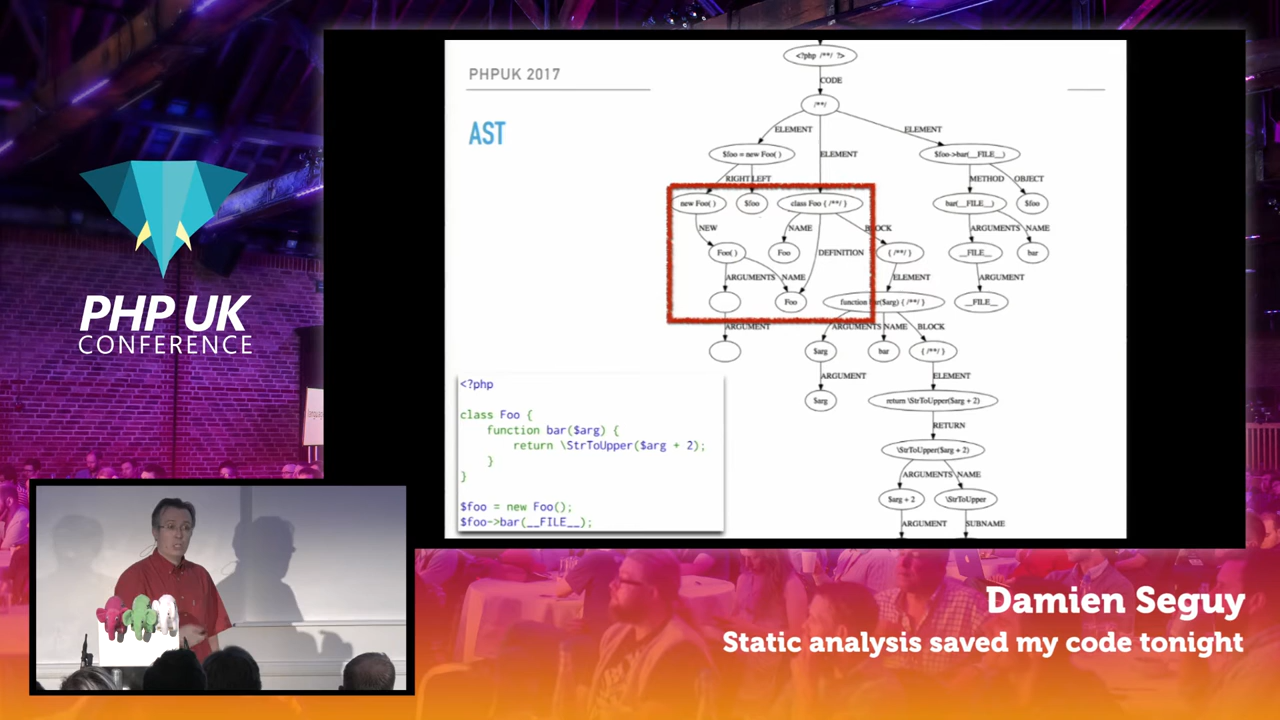 PHP UK
CONFERENCE
PHPUK 2017
AST
<?php /**/ ?>
CODE
/**/
ELEMENT
ELEMENT
ELEMENT
$foo = new Foo( )
$foo->bar(__FILE__)
RIGHT LEFT
METHOD OBJECT
new Foo( )
$foo
class Foo { /**/ }
bar(__FILE__)
$foo
NEW
NAME
BLOCK
ARGUMENTS NAME
Foo( )
Foo
DEFINITION
{ /**/ }
__FILE__
bar
ARGUMENTS NAME
ELEMENT
ARGUMENT
Foo
function bar($arg) { /**/ }
__FILE__
ARGUMENT
ARGUMENTS NAME BLOCK
$arg
bar
{ /**/ }
ARGUMENT
ELEMENT
$arg
return \StrToUpper($arg + 2)
RETURN
\StrToUpper($arg + 2)
ARGUMENTS NAME
$arg + 2
\StrToUpper
ARGUMENT
SUBNAME
<?php
class Foo {
function bar($arg) {
return \StrToUpper($arg + 2);
}
}
$foo = new Foo();
$foo->bar(__FILE__);
Damien Seguy
Static analysis saved my code tonight